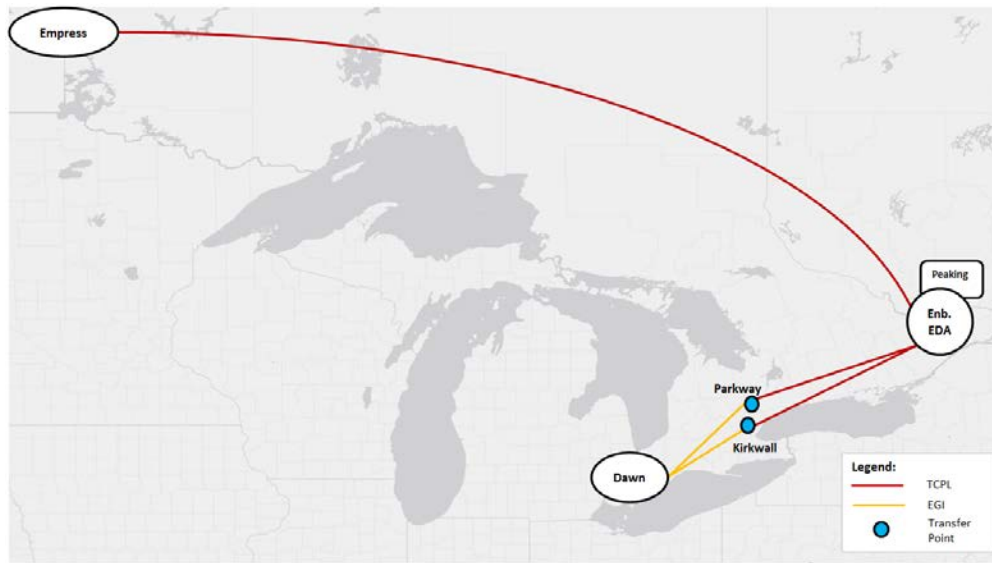 Empress
Peaking
Enb.
EDA
Parkway
Kirkwall
Dawn
Legend:
TCPL
EGI
Transfer
Point